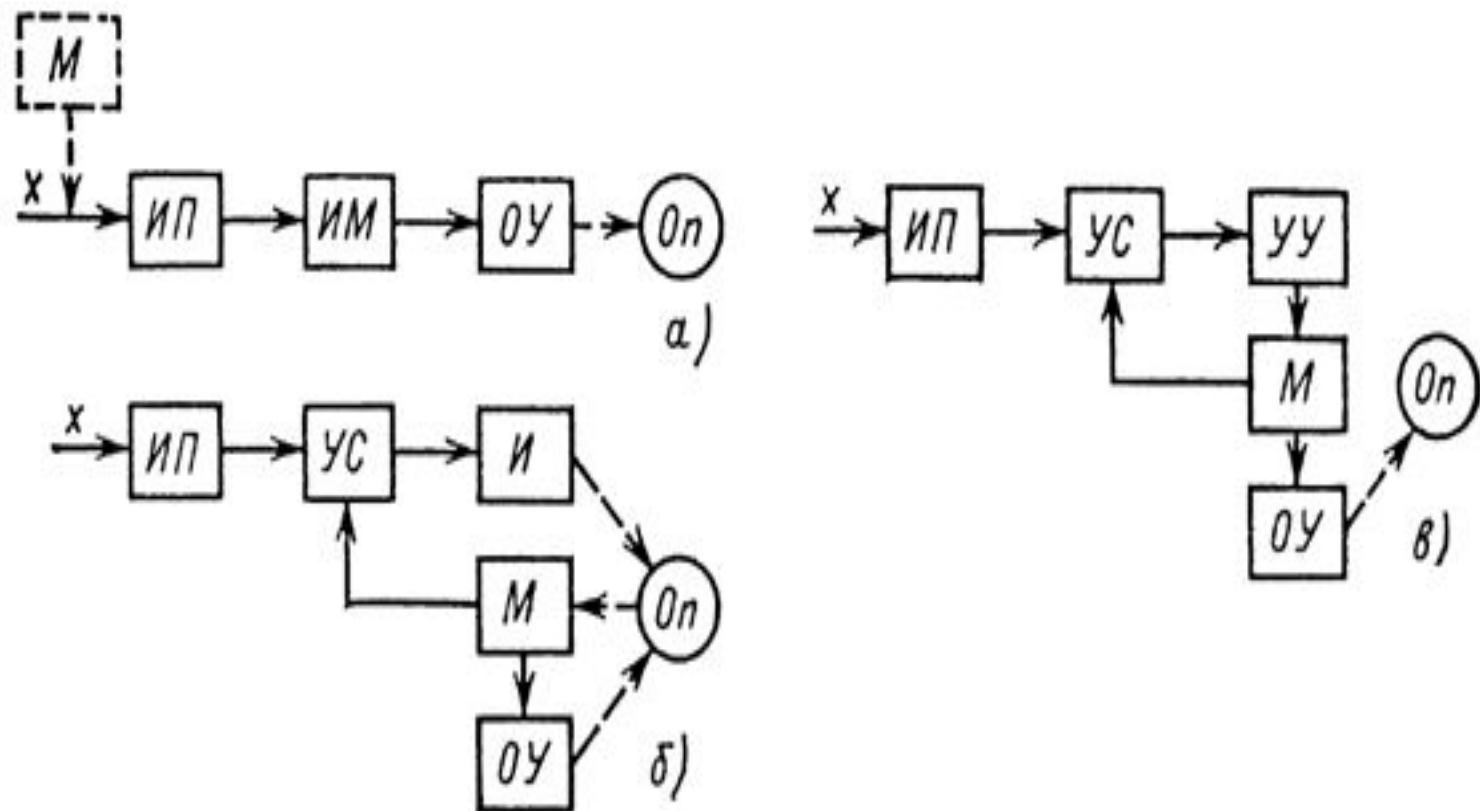 М
x ИП ИМ ОУ Оп
а)
x ИП УС И
М Оп
ОУ
б)
x ИП УС УУ
М Оп
ОУ
в)